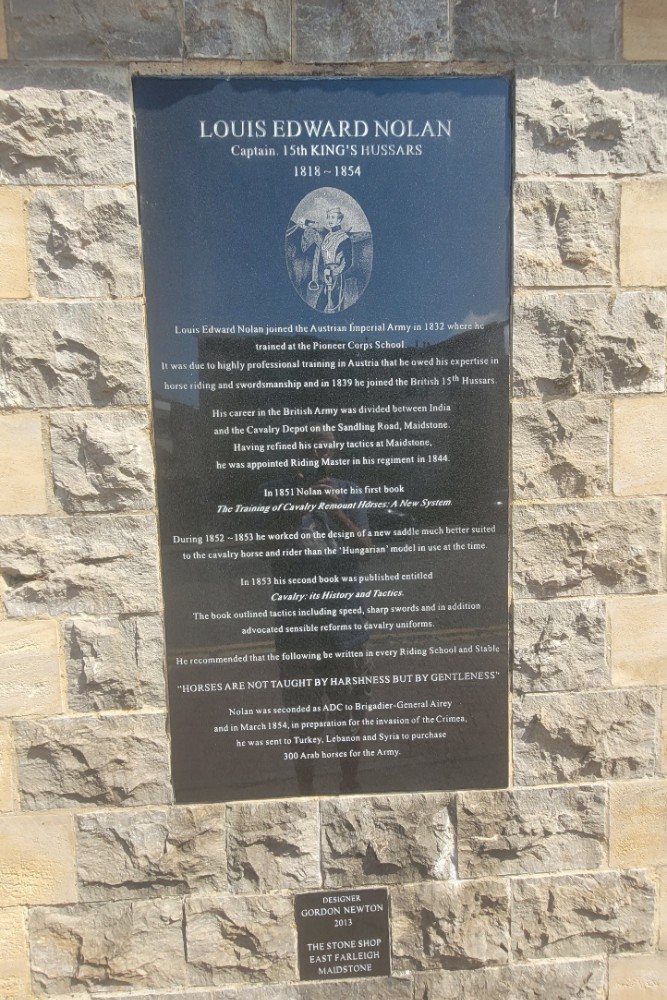 LOUIS EDWARD NOLAN
Captain. 15th KING'S HUSSARS
1818 ~ 1854
Louis Edward Nolan joined the Austrian Imperial Army in 1832 where he
trained at the Pioneer Corps School.
It was due to highly professional training in Austria that he owed his expertise in
horse riding and swordsmanship and in 1839 he joined the British 15th Hussars.
His career in the British Army was divided between India
and the Cavalry Depot on the Sandling Road, Maidstone.
Having refined his cavalry tactics at Maidstone,
he was appointed Riding Master in his regiment in 1844.
In 1851 Nolan wrote his first book
The Training of Cavalry Remount Horses: A New System.
During 1852 ~1853 he worked on the design of a new saddle much better suited
to the cavalry horse and rider than the 'Hungarian' model in use at the time.
In 1853 his second book was published entitled
Cavalry: its History and Tactics.
The book outlined tactics including speed, sharp swords and in addition
advocated sensible reforms to cavalry uniforms.
He recommended that the following be written in every Riding School and Stable
"HORSES ARE NOT TAUGHT BY HARSHNESS BUT BY GENTLENESS"
Nolan was seconded as ADC to Brigadier-General Airey
and in March 1854, in preparation for the invasion of the Crimea,
he was sent to Turkey, Lebanon and Syria to purchase
300 Arab horses for the Army.
DESIGNER
GORDON NEWTON
2013
THE STONE SHOP
EAST FARLEIGH
MAIDSTONE